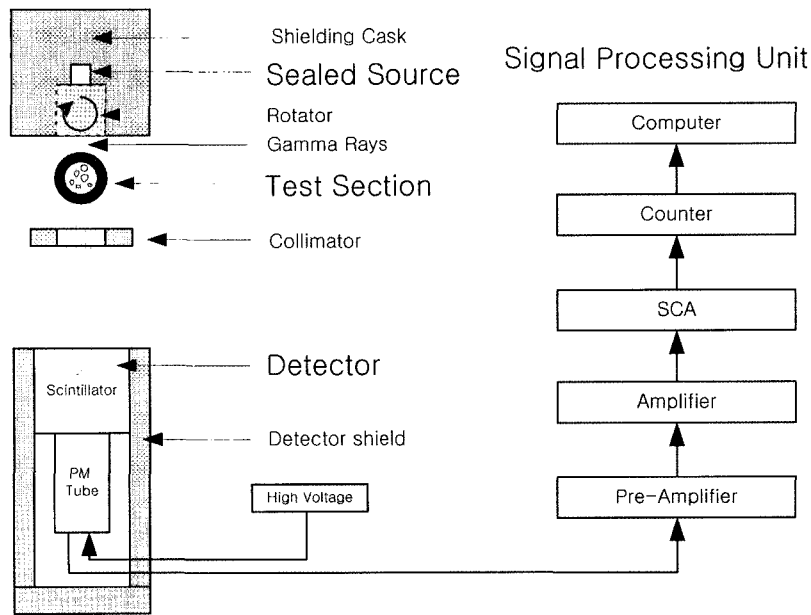 Shielding Cask
Sealed Source
Rotator
Gamma Rays
Test Section
Collimator
Detector
Scintillator
Detector shield
PM
Tube
High Voltage
Signal Processing Unit
Computer
Counter
SCA
Amplifier
Pre-Amplifier